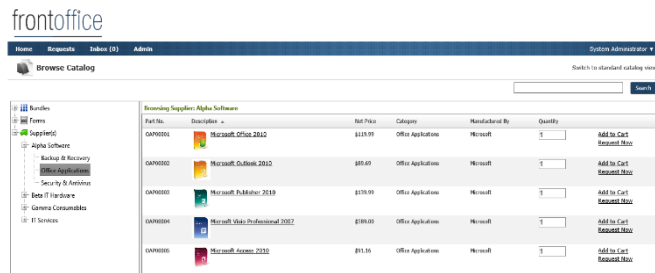 frontoffice
Home Requests Inbox (0) Admin System Administrator
Browse Catalog Switch to standard catalog view
Search
Bundles
Forms
Supplier(s)
Alpha Software
Backup & Recovery
Office Applications
Security & Antivirus
Beta IT Hardware
Gamma Consumables
IT Services
Browsing Supplier: Alpha Software
Part No. Description Net Price Category Manufactured By Quantity
OAP00001 Microsoft Office 2010 $119.99 Office Applications Microsoft 1 Add to Cart
Request Now
OAP00002 Microsoft Outlook 2010 $89.69 Office Applications Microsoft 1 Add to Cart
Request Now
OAP00003 Microsoft Publisher 2010 Office Applications Microsoft 1 Add to Cart
Request Now
OAP00004 Microsoft Visio Professional 2007 Office Applications Microsoft 1 Add to Cart
Request Now
OAP00005 Microsoft Access 2010 $91.16 Office Applications Microsoft 1 Add to Cart
Request Now